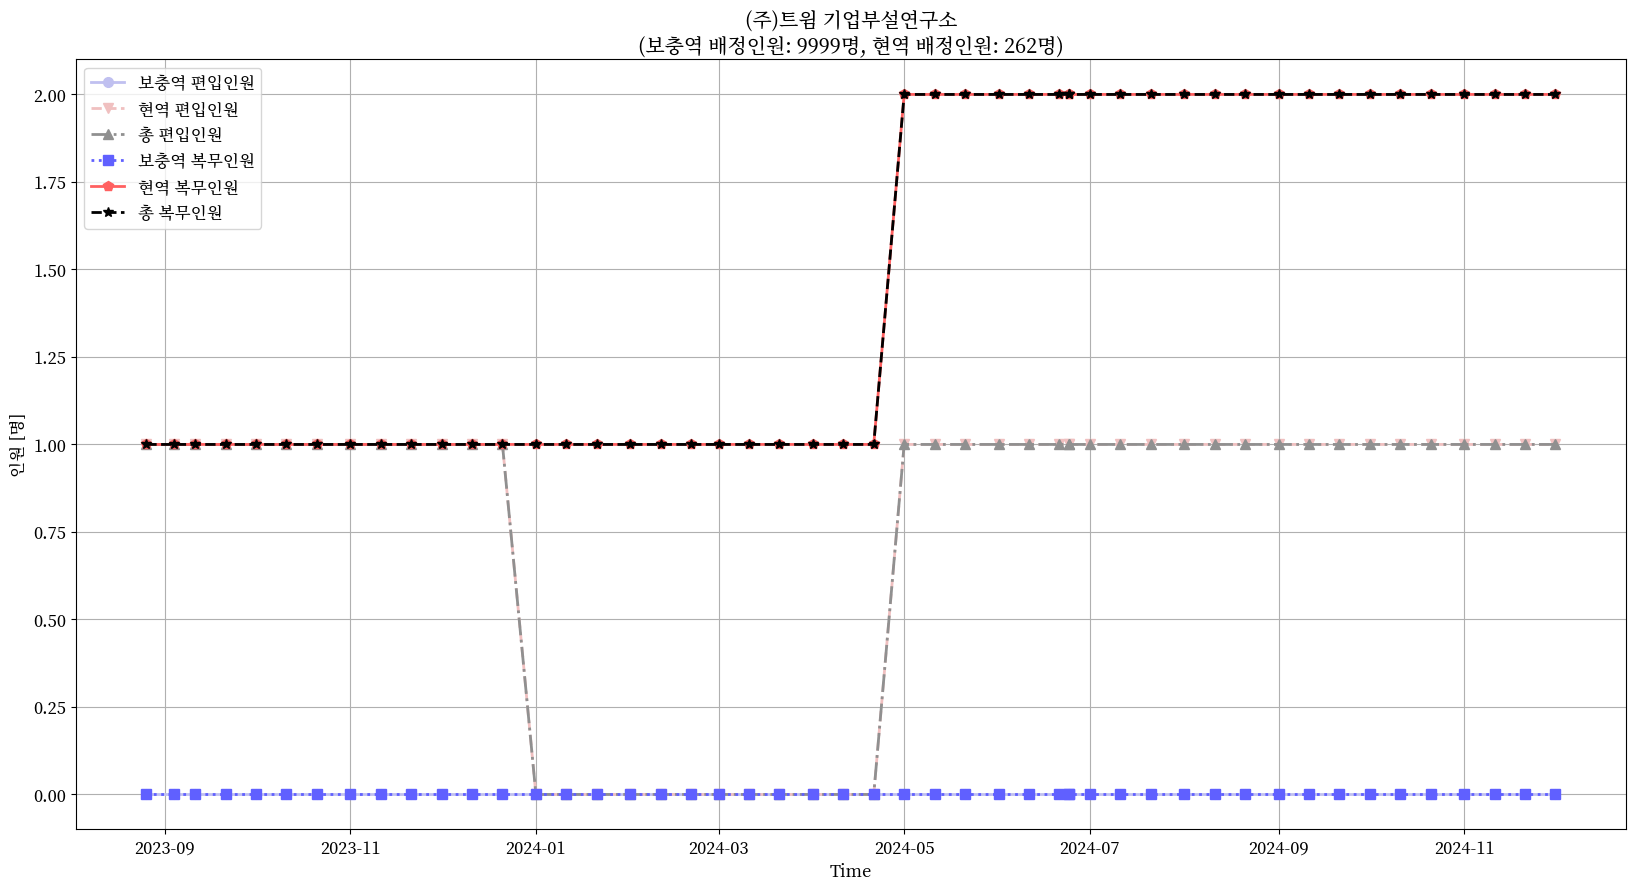 (주)트윔 기업부설연구소
(보충역 배정인원: 9999명, 현역 배정인원: 262명)
보충역 편입인원
현역 편입인원
총 편입인원
보충역 복무인원
현역 복무인원
총 복무인원
2.00
1.75
1.50
1.25
1.00
0.75
0.50
0.25
0.00
인원 [명]
2023-09
2023-11
2024-01
2024-03
2024-05
2024-07
2024-09
2024-11
Time